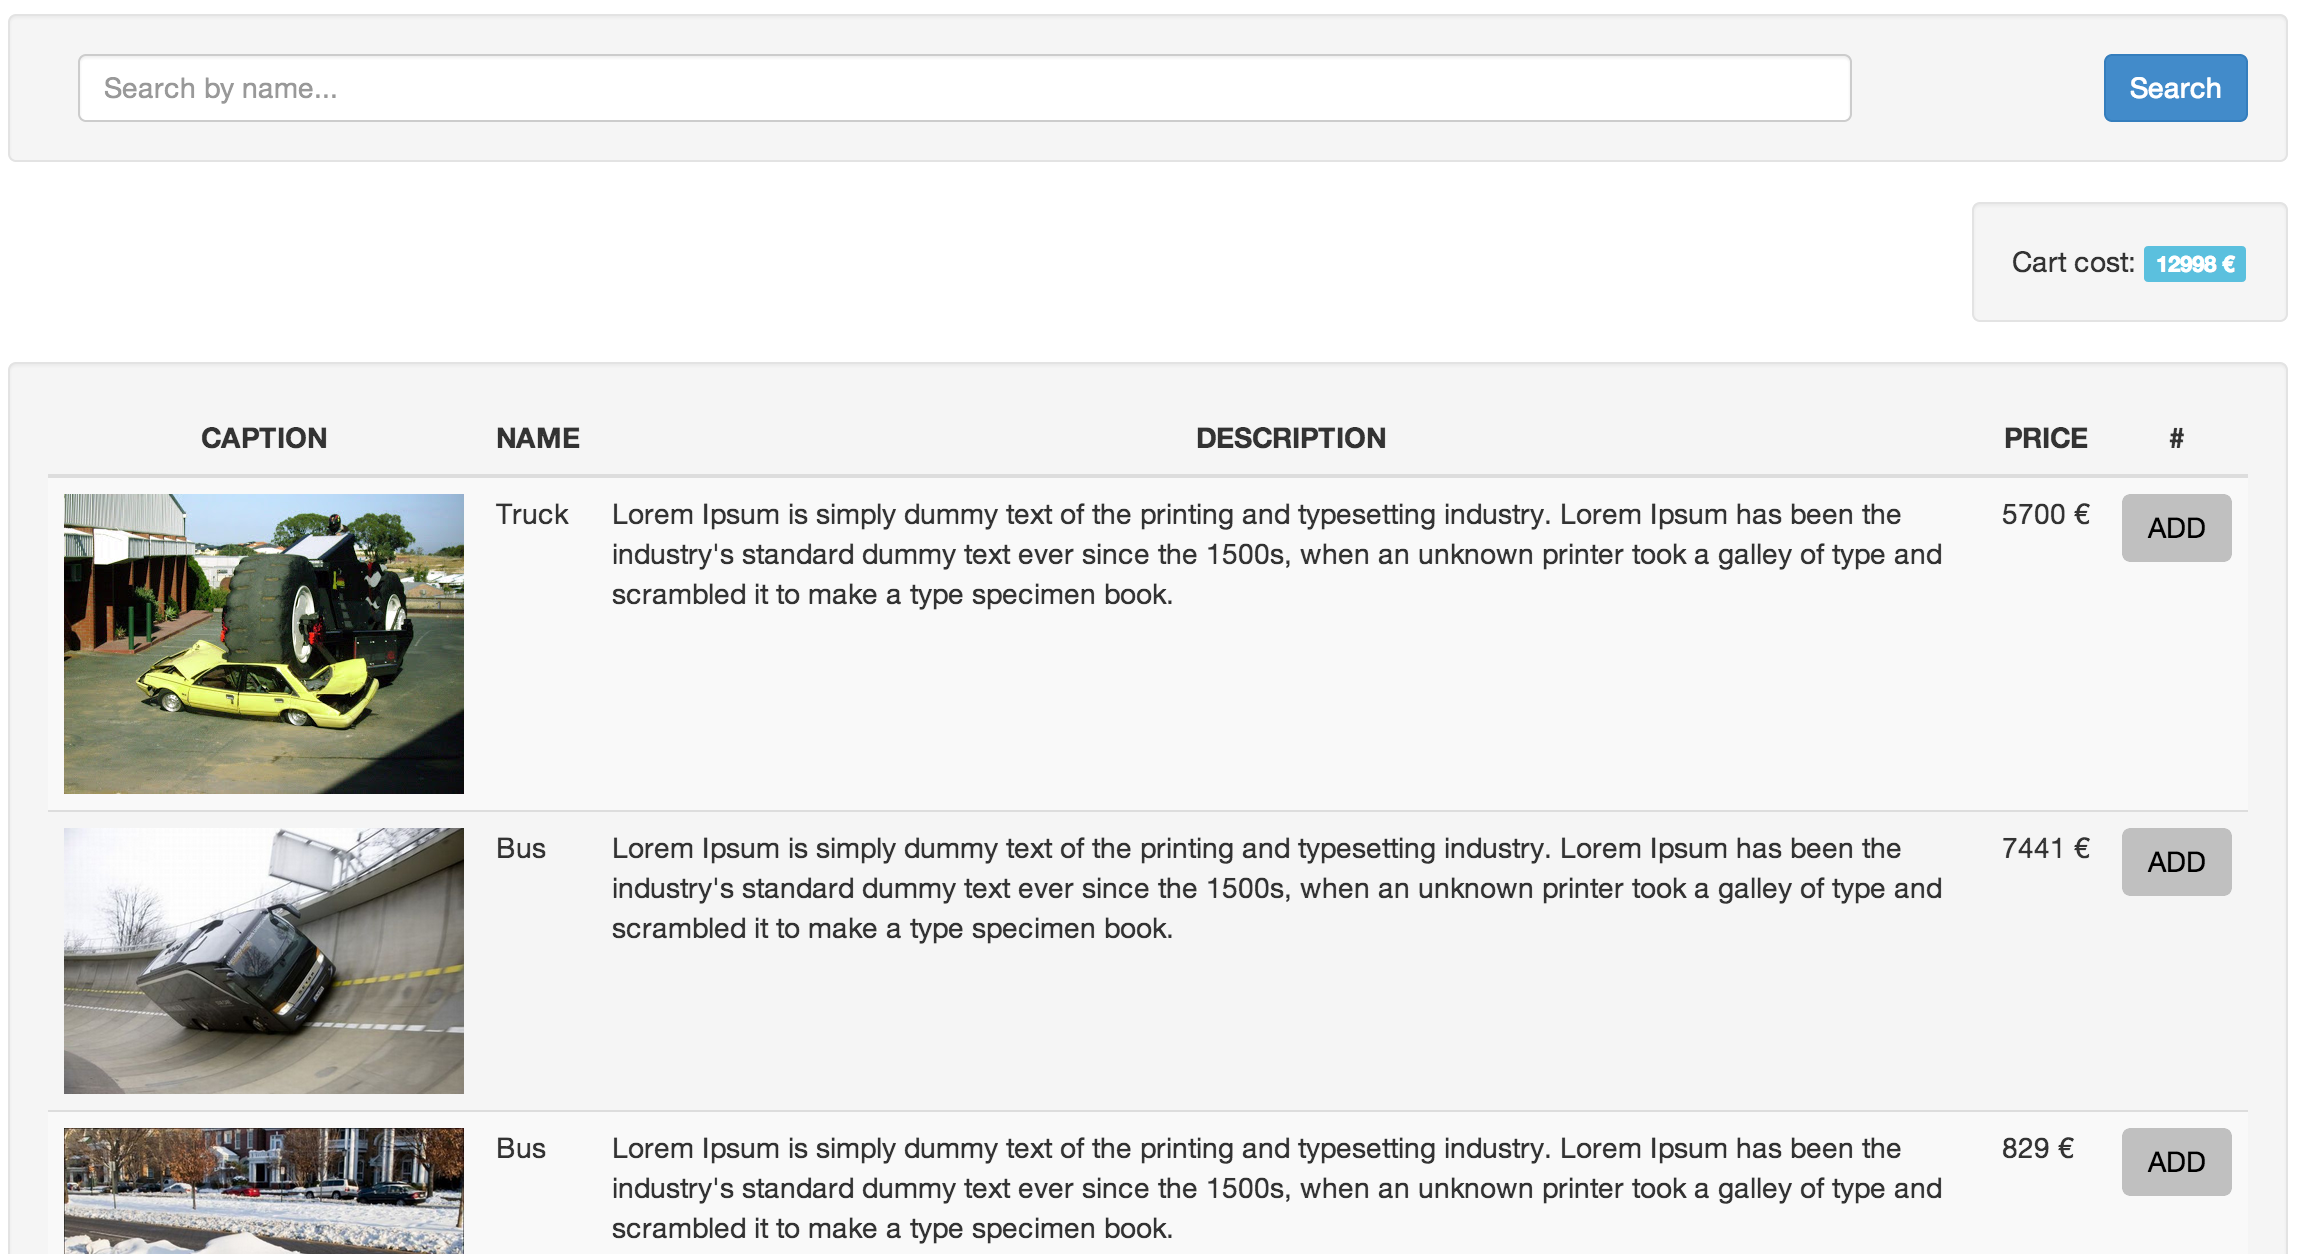 Search by name...
Search
Cart cost: 12998 €
CAPTION NAME DESCRIPTION PRICE #
Truck
Lorem Ipsum is simply dummy text of the printing and typesetting industry. Lorem Ipsum has been the
industry's standard dummy text ever since the 1500s, when an unknown printer took a galley of type and
scrambled it to make a type specimen book.
5700 €
ADD
Bus
Lorem Ipsum is simply dummy text of the printing and typesetting industry. Lorem Ipsum has been the
industry's standard dummy text ever since the 1500s, when an unknown printer took a galley of type and
scrambled it to make a type specimen book.
7441 €
ADD
Bus
Lorem Ipsum is simply dummy text of the printing and typesetting industry. Lorem Ipsum has been the
industry's standard dummy text ever since the 1500s, when an unknown printer took a galley of type and
scrambled it to make a type specimen book.
829 €
ADD